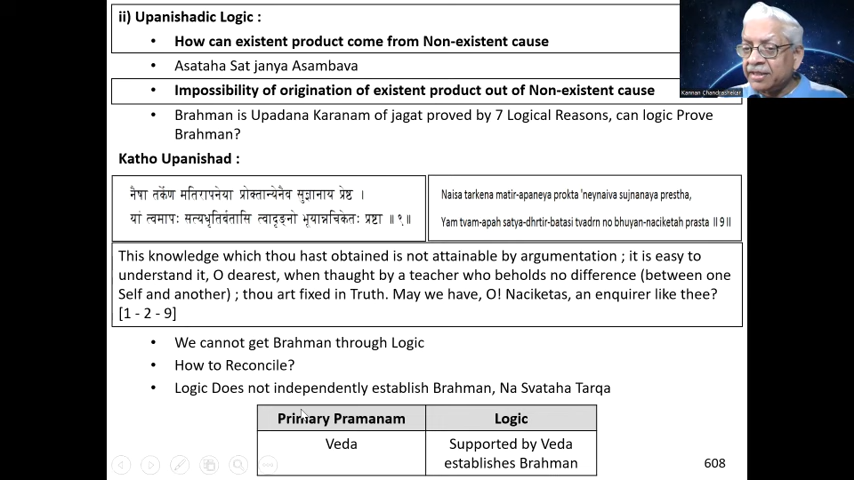 ii) Upanishadic Logic :
• How can existent product come from Non-existent cause
• Asataha Sat janya Asambava
• Impossibility of origination of existent product out of Non-existent cause
• Brahman is Upadana Karanam of jagat proved by 7 Logical Reasons, can logic Prove
Brahman?
Katho Upanishad :
नैषा तर्केण मतिरापनेया प्रोक्तान्येनैव सुज्ञानाय प्रेष्ठ ।
यां त्वमापः सत्यधृतिर्बतासि त्वादृङ्नो भूयान्नचिकेतः प्रष्टा ॥ ९॥
Naisa tarkena matir-apaneya prokta 'neynaiva sujnanaya prestha,
Yam tvam-apah satya-dhrtir-batasi tvadrn no bhuyan-naciketah prasta ॥ 9॥
This knowledge which thou hast obtained is not attainable by argumentation ; it is easy to
understand it, O dearest, when thaught by a teacher who beholds no difference (between one
Self and another) ; thou art fixed in Truth. May we have, O! Naciketas, an enquirer like thee?
[1 - 2 - 9]
• We cannot get Brahman through Logic
• How to Reconcile?
• Logic Does not independently establish Brahman, Na Svataha Tarqa
Primary Pramanam Logic
Veda Supported by Veda
establishes Brahman
608
Kannan Chandrashekar